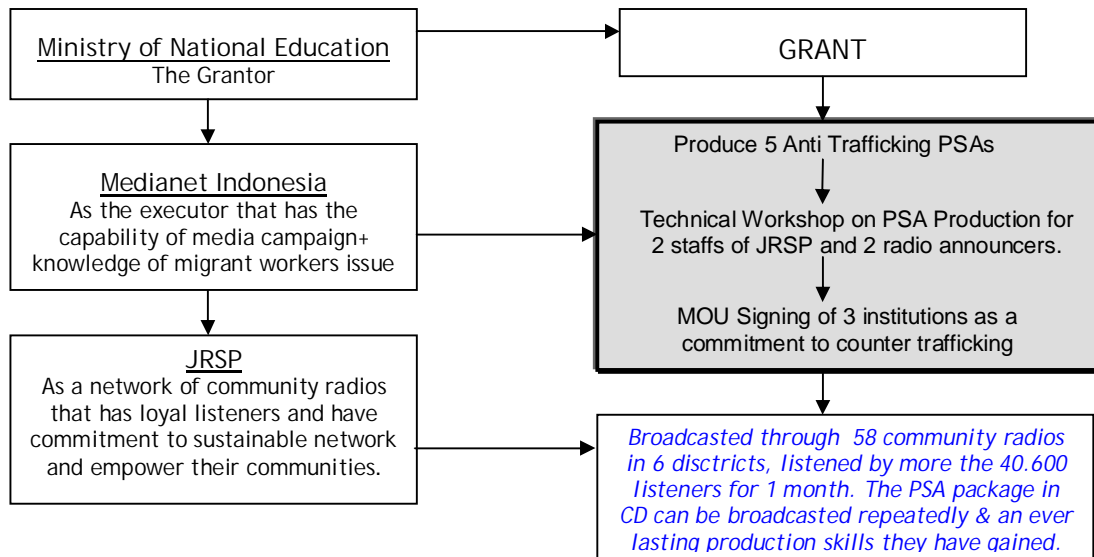 Ministry of National Education
The Grantor
GRANT
Medianet Indonesia
As the executor that has the
capability of media campaign+
knowledge of migrant workers issue
Produce 5 Anti Trafficking PSAs
Technical Workshop on PSA Production for
2 staffs of JRSP and 2 radio announcers.
MOU Signing of 3 institutions as a
commitment to counter trafficking
JRSP
As a network of community radios
that has loyal listeners and have
commitment to sustainable network
and empower their communities.
Broadcasted through 58 community radios
in 6 disctricts, listened by more the 40.600
listeners for 1 month. The PSA package in
CD can be broadcasted repeatedly & an ever
lasting production skills they have gained.